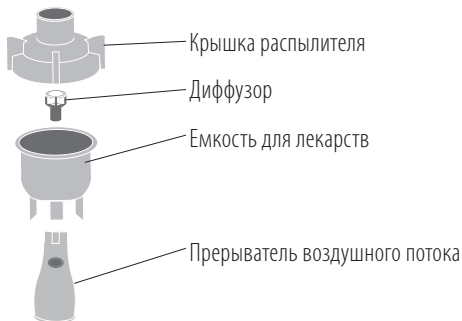 Крышка распылителя
Диффузор
Емкость для лекарств
Прерыватель воздушного потока